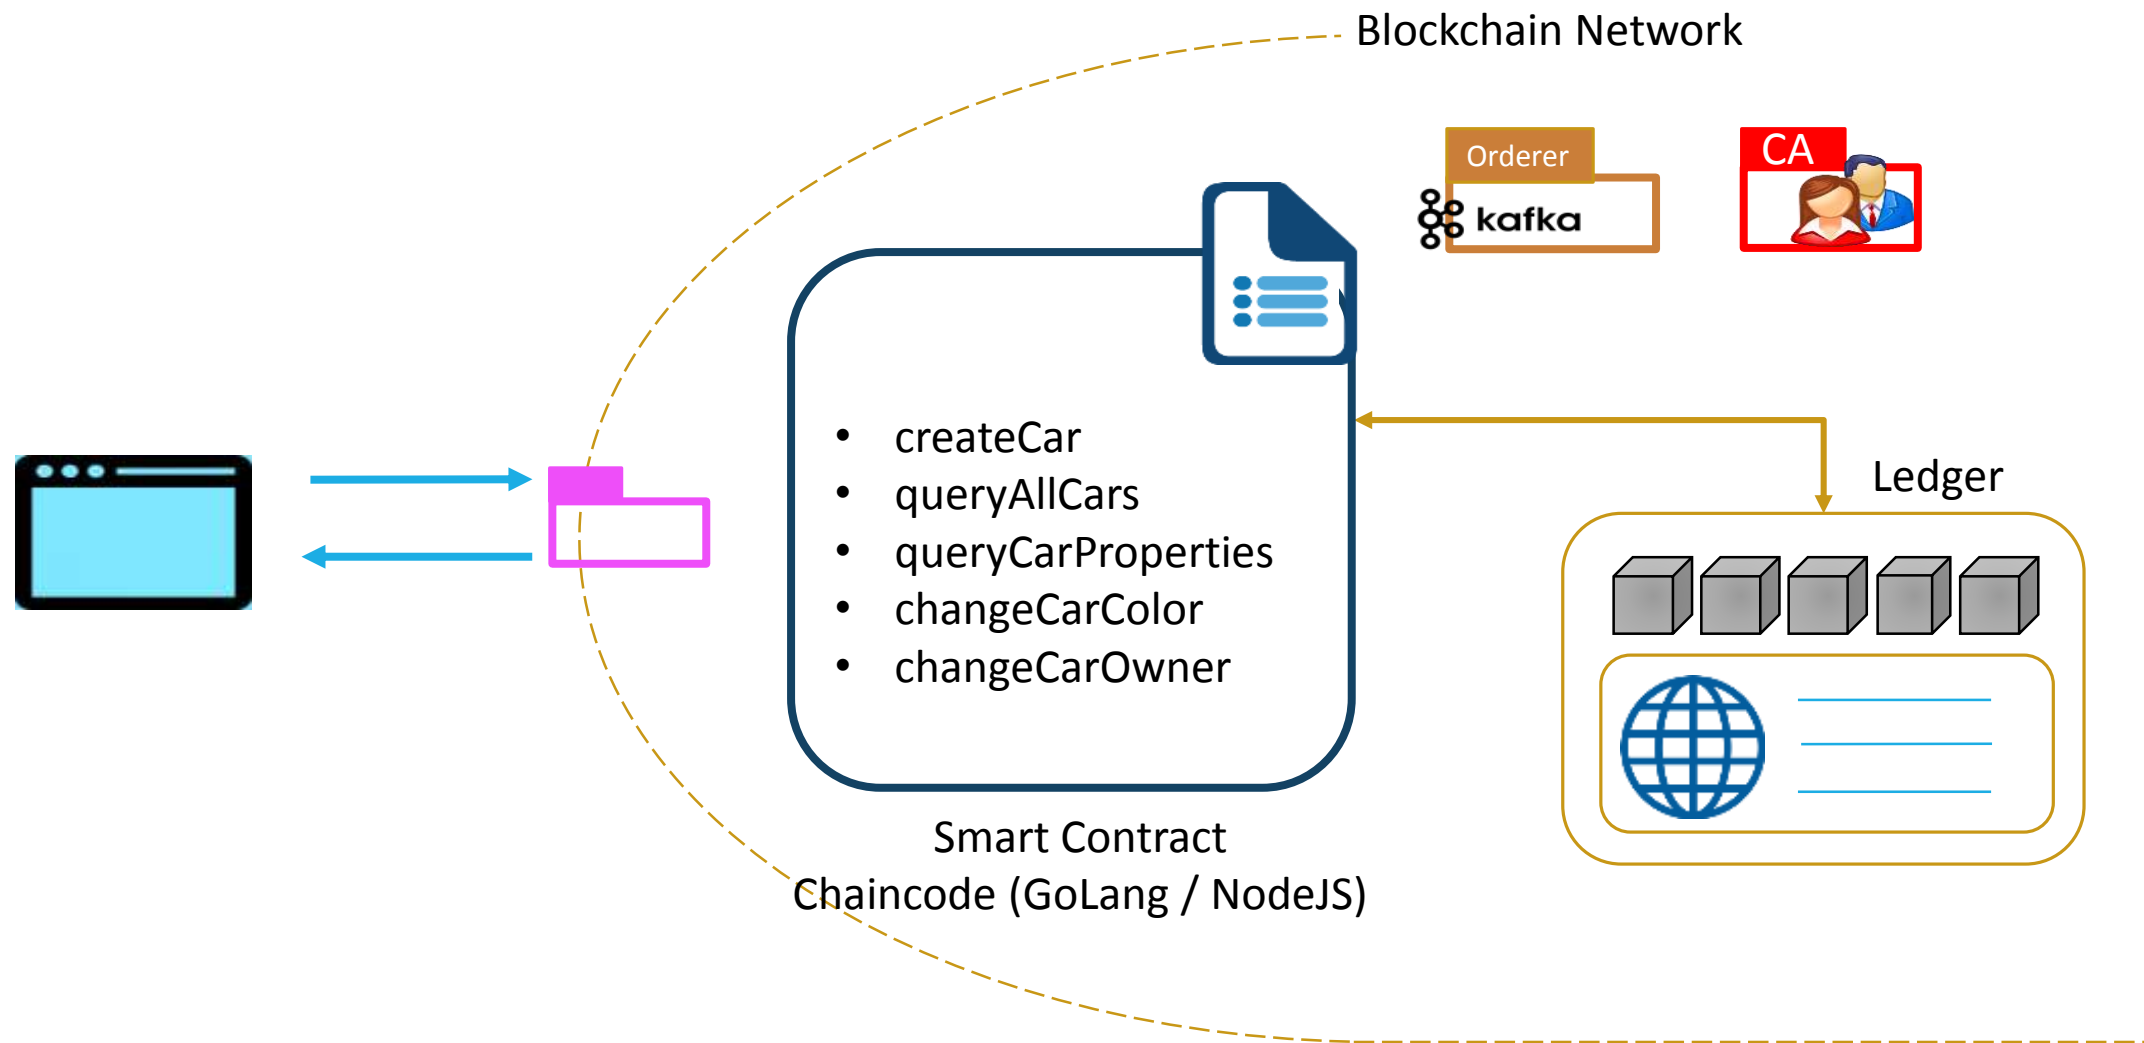 Blockchain Network
Orderer
kafka
CA
• createCar
• queryAllCars
• queryCarProperties
• changeCarColor
• changeCarOwner
Ledger
Smart Contract
Chaincode (GoLang / NodeJS)